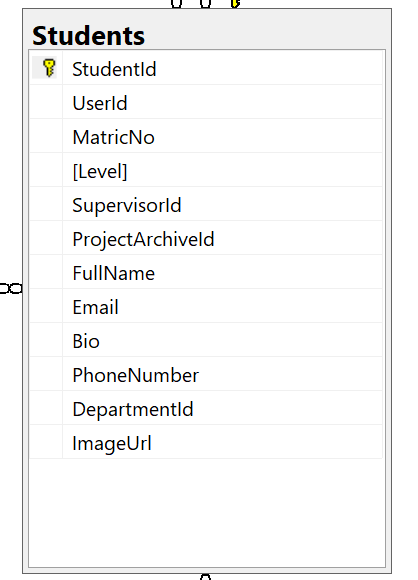 Students
StudentId
UserId
MatricNo
[Level]
SupervisorId
ProjectArchiveId
FullName
Email
Bio
PhoneNumber
DepartmentId
ImageUrl